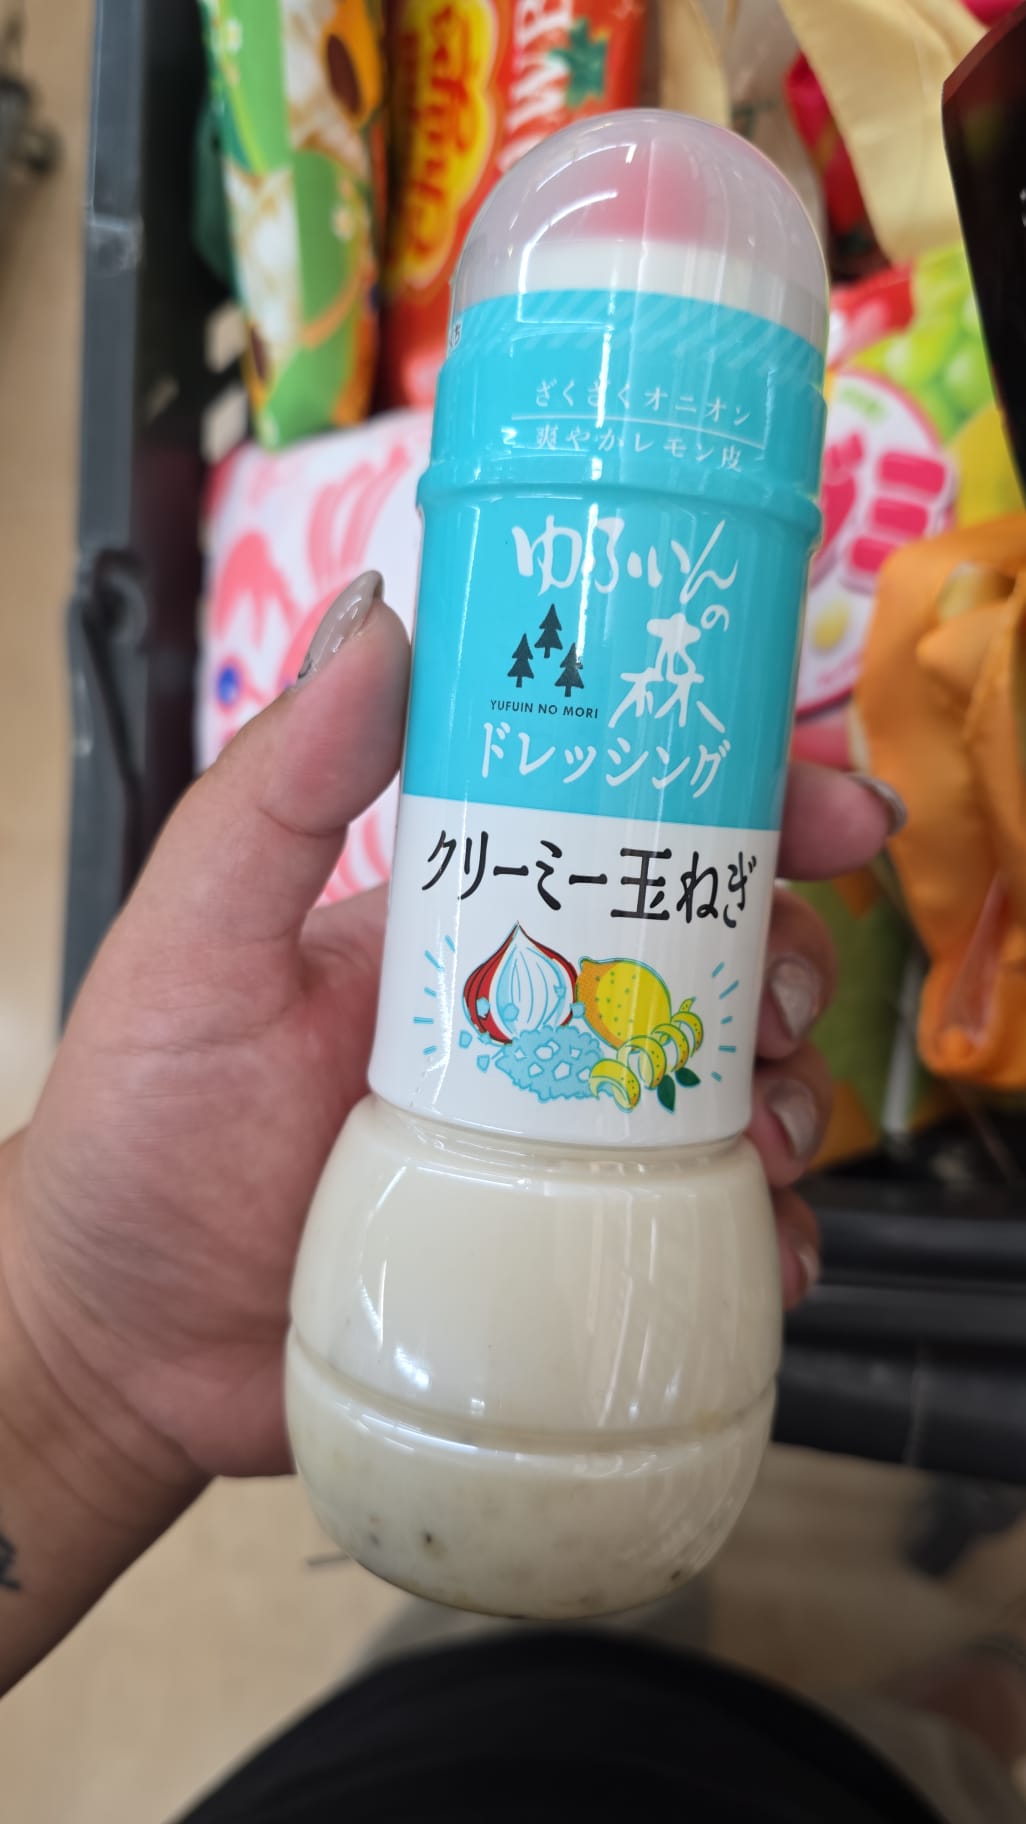 ざくざくオニオン
爽やかレモン皮
ゆふいん
の
森
YUFUIN NO MORI
ドレッシング
クリーミー玉ねぎ